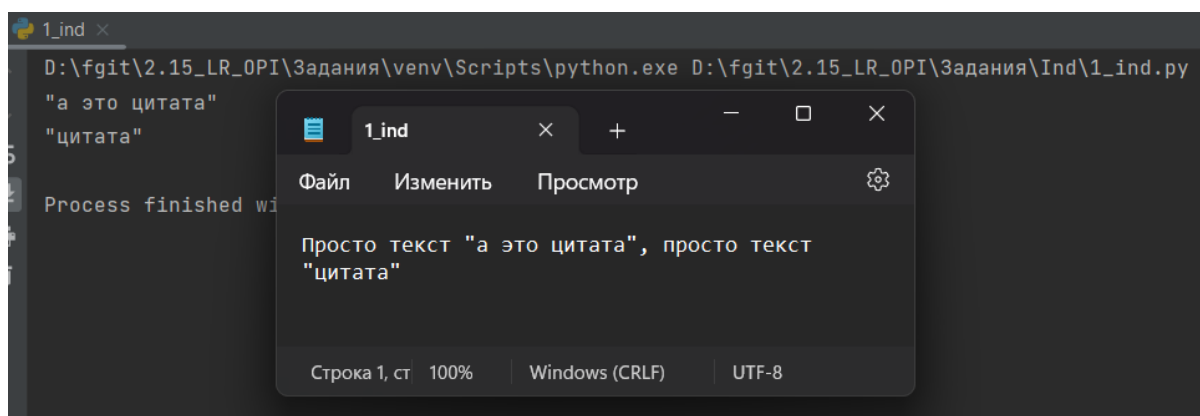 1_ind
D:\fgit\2.15_LR_OPI\Задания\venv\Scripts\python.exe D:\fgit\2.15_LR_OPI\Задания\Ind\1_ind.py
"а это цитата"
"цитата"
Process finished
1_ind
Файл Изменить Просмотр
Просто текст "а это цитата", просто текст
"цитата"
Строка 1, 100% Windows (CRLF) UTF-8